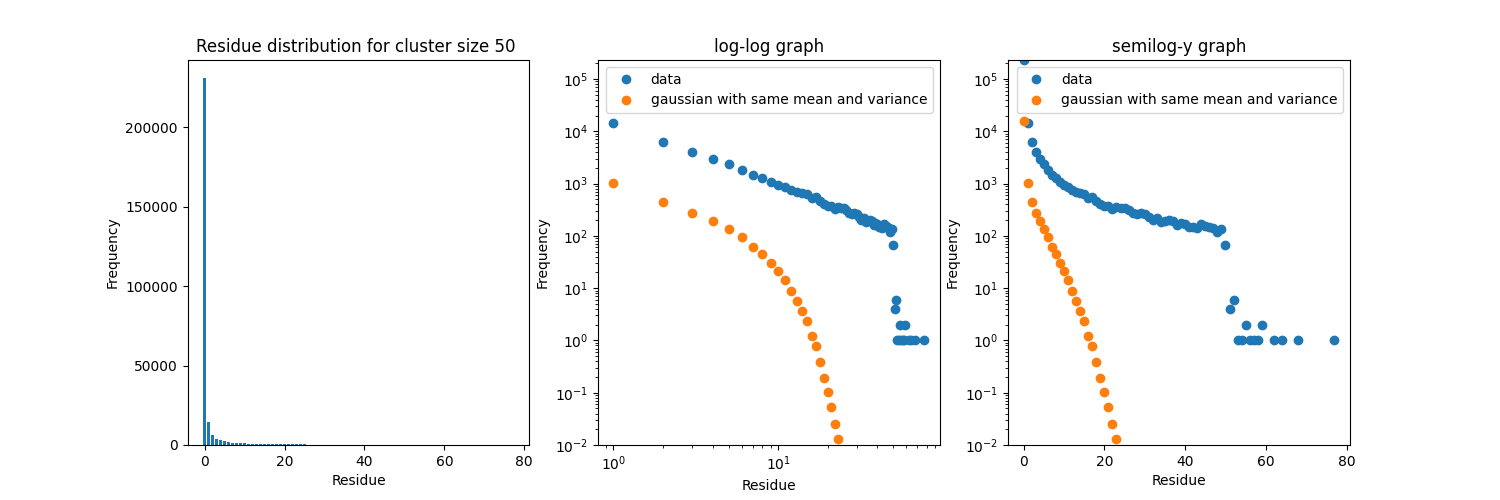 Residue distribution for cluster size 50
Frequency
200000
150000
100000
50000
0
0 20 40 60 80
Residue
log-log graph
data
gaussian with same mean and variance
Frequency
10^5
10^4
10^3
10^2
10^1
10^0
10^-1
10^-2
10^0 10^1
Residue
semilog-y graph
data
gaussian with same mean and variance
Frequency
10^5
10^4
10^3
10^2
10^1
10^0
10^-1
10^-2
0 20 40 60 80
Residue